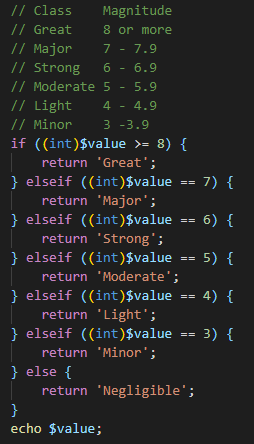 // Class    Magnitude
// Great    8 or more
// Major    7 - 7.9
// Strong   6 - 6.9
// Moderate 5 - 5.9
// Light    4 - 4.9
// Minor    3 -3.9
if ((int)$value >= 8) {
    return 'Great';
} elseif ((int)$value == 7) {
    return 'Major';
} elseif ((int)$value == 6) {
    return 'Strong';
} elseif ((int)$value == 5) {
    return 'Moderate';
} elseif ((int)$value == 4) {
    return 'Light';
} elseif ((int)$value == 3) {
    return 'Minor';
} else {
    return 'Negligible';
}
echo $value;